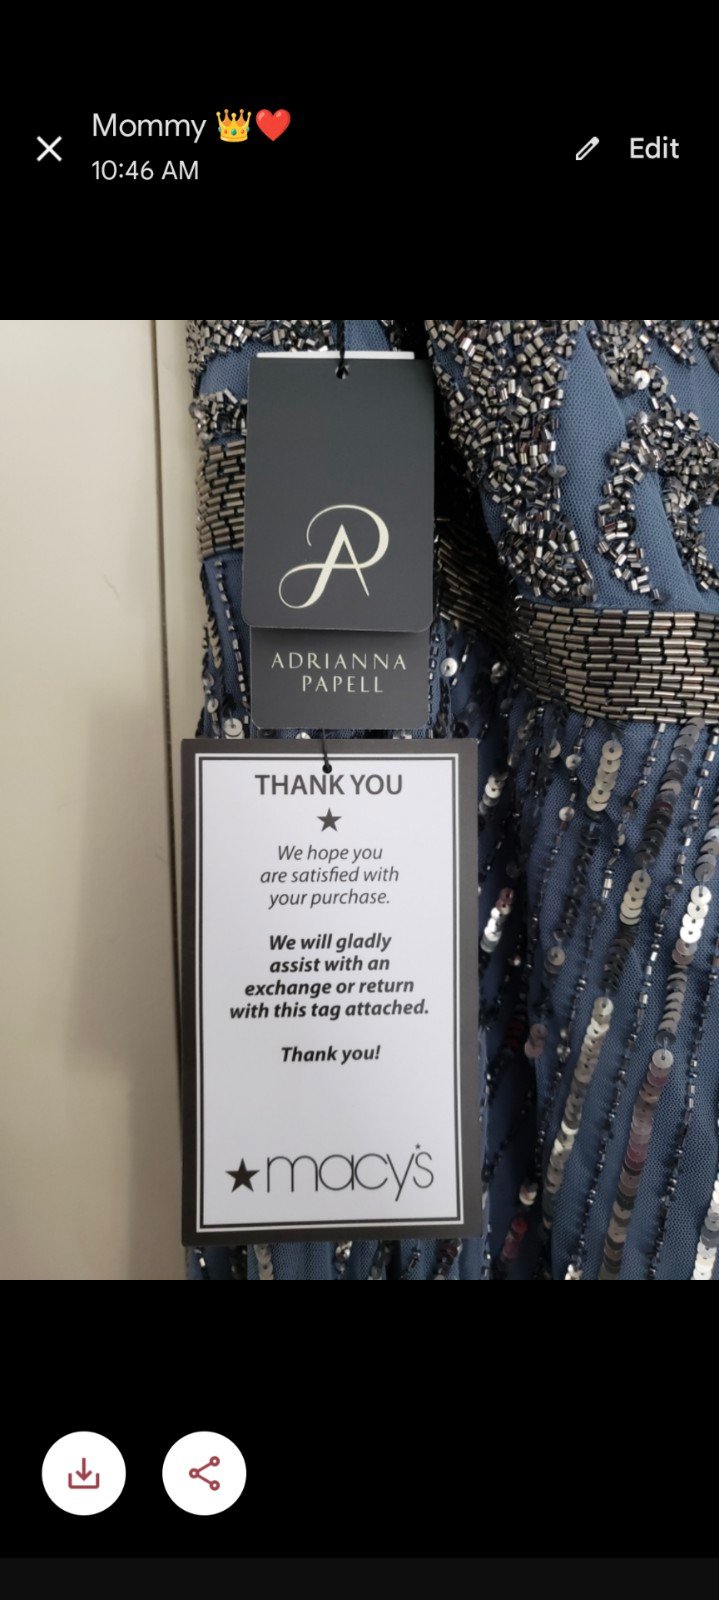 Mommy 👑❤️
10:46 AM
Edit
AP
ADRIANNA
PAPELL
THANK YOU
★
We hope you
are satisfied with
your purchase.
We will gladly
assist with an
exchange or return
with this tag attached.
Thank you!
★macy's